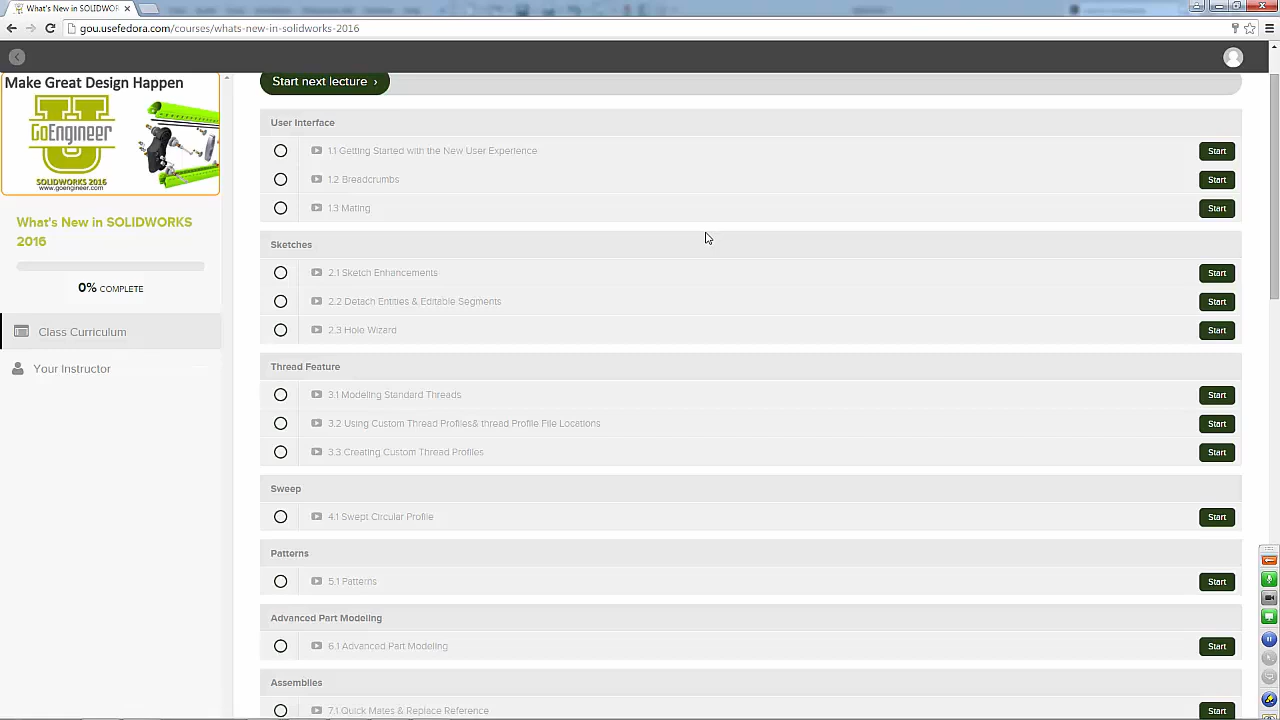 What's New in SOLIDWOR
gou.usefedora.com/courses/whats-new-in-solidworks-2016
Make Great Design Happen
GoEngineer
SOLIDWORKS 2016
www.goengineer.com
What's New in SOLIDWORKS
2016
0% COMPLETE
Class Curriculum
Your Instructor
Start next lecture ›
User Interface
1.1 Getting Started with the New User Experience
Start
1.2 Breadcrumbs
Start
1.3 Mating
Start
Sketches
2.1 Sketch Enhancements
Start
2.2 Detach Entities & Editable Segments
Start
2.3 Hole Wizard
Start
Thread Feature
3.1 Modeling Standard Threads
Start
3.2 Using Custom Thread Profiles& thread Profile File Locations
Start
3.3 Creating Custom Thread Profiles
Start
Sweep
4.1 Swept Circular Profile
Start
Patterns
5.1 Patterns
Start
Advanced Part Modeling
6.1 Advanced Part Modeling
Start
Assemblies
7.1 Quick Mates & Replace Reference
Start